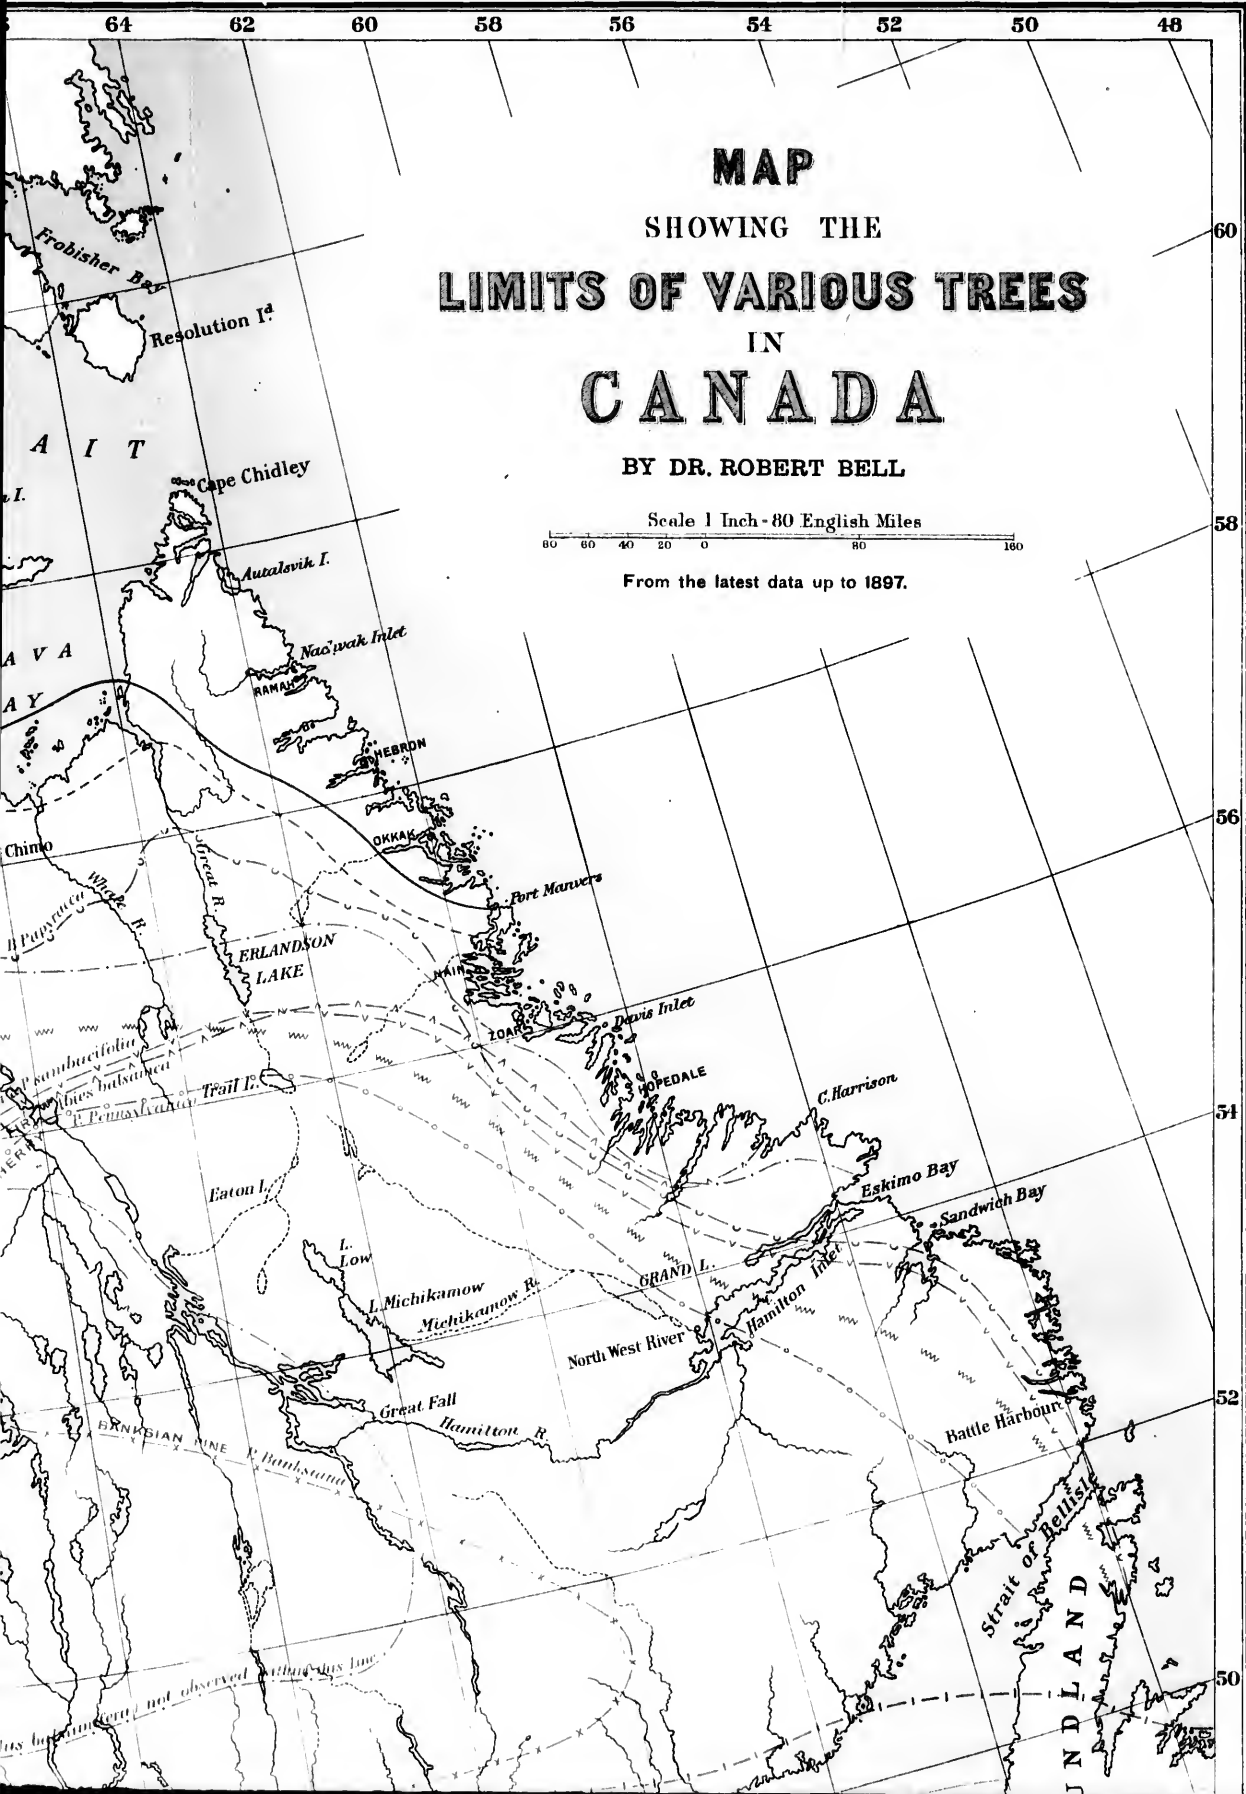 64 62 60 58 56 54 52 50 48
MAP
SHOWING THE
LIMITS OF VARIOUS TREES
IN
CANADA
BY DR. ROBERT BELL
Scale 1 Inch - 80 English Miles
80 60 40 20 0 80 160
From the latest data up to 1897.
60
58
56
54
52
50
Frobisher Bay
Resolution Id.
A I T
Cape Chidley
I.
Autalsvik I.
Nachvak Inlet
RAMAH
A V A
A Y
HEBRON
OKKAK
Chimo
Whale R.
Great R.
Port Manvers
B. Papyracea
ERLANDSON
LAKE
NAIN
ZOAR
Davis Inlet
HOPEDALE
C. Harrison
P. sambucifolia
Abies balsamea
P. Pennsylvanica
Trail L.
Eskimo Bay
Sandwich Bay
Eaton L.
L.
Low
L. Michikamow
Michikamow R.
GRAND L.
Hamilton Inlet
North West River
Great Fall
Hamilton R.
Battle Harbour
BANKSIAN PINE P. Banksiana
Strait of Bellisle
not observed within this line
U N D L A N D